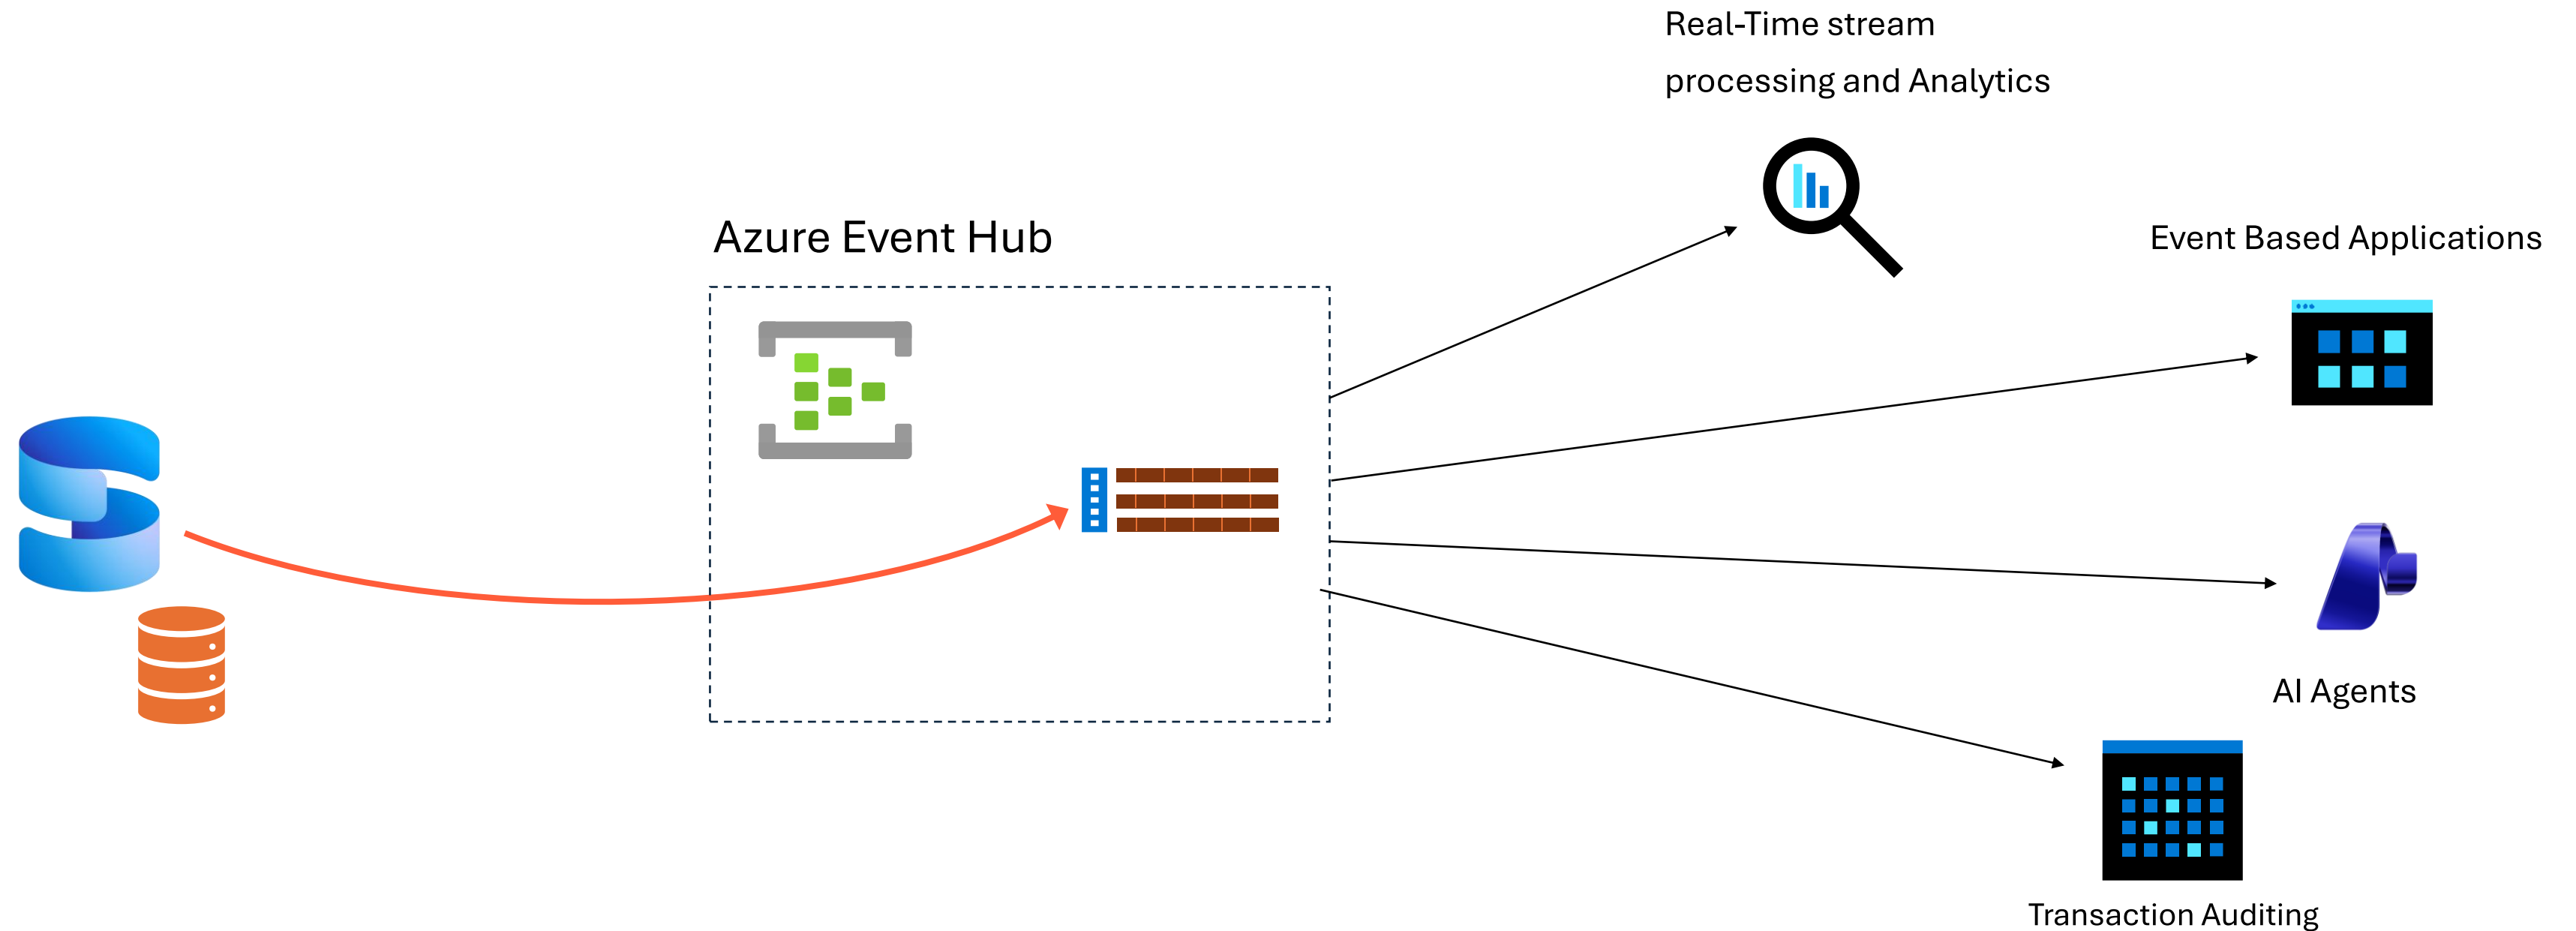 Real-Time stream
processing and Analytics
Azure Event Hub
Event Based Applications
AI Agents
Transaction Auditing